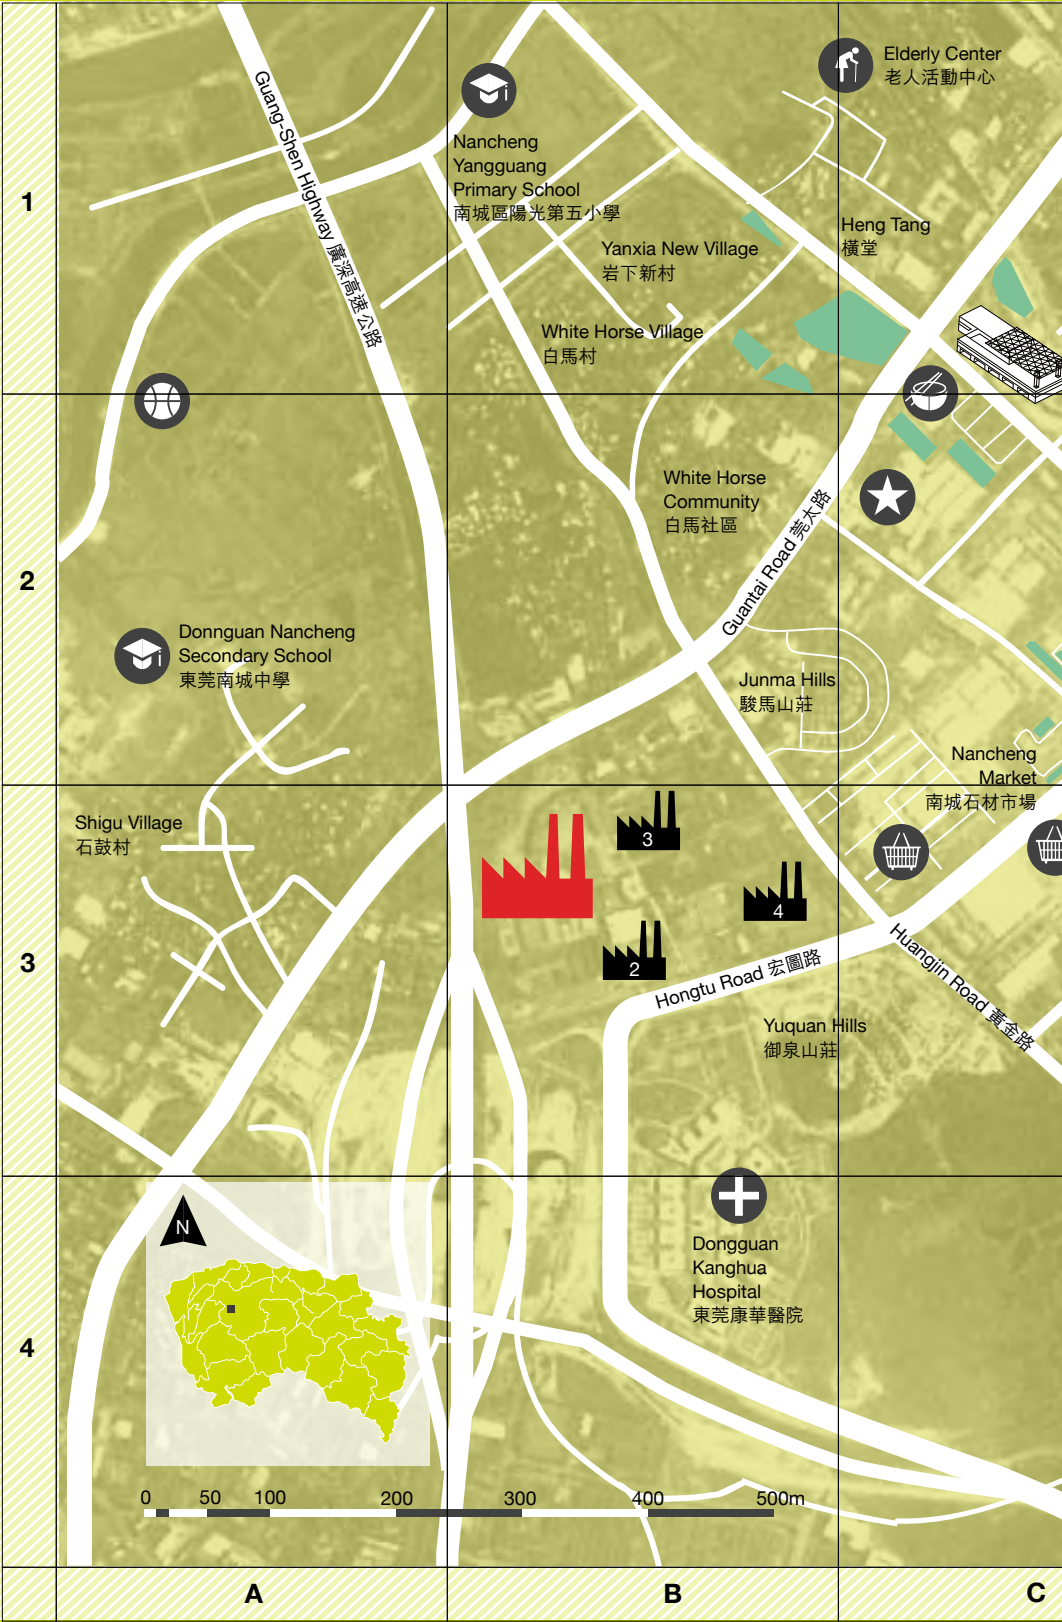 Elderly Center
老人活動中心
Guang-Shen Highway 廣深高速公路
Nancheng
Yangguang
Primary School
南城區陽光第五小學
1
Heng Tang
橫堂
Yanxia New Village
岩下新村
White Horse Village
白馬村
White Horse
Community
白馬社區
Guantai Road 莞太路
2
Donnguan Nancheng
Secondary School
東莞南城中學
Junma Hills
駿馬山莊
Nancheng
Market
南城石材市場
Shigu Village
石鼓村
3
4
2
3
Hongtu Road 宏圖路
Huangjin Road 黃金路
Yuquan Hills
御泉山莊
N
Dongguan
Kanghua
Hospital
東莞康華醫院
4
0 50 100 200 300 400 500m
A B C